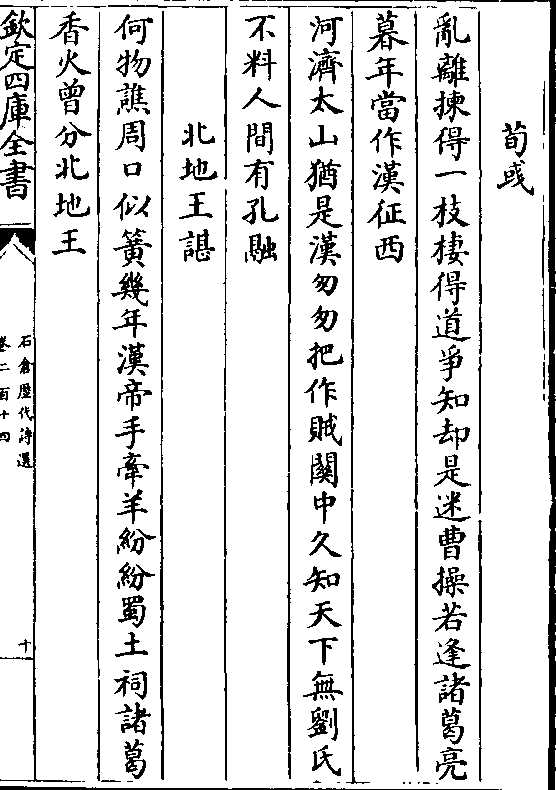 荀彧
亂離揀得一枝棲得道爭知却是迷曹操若逢諸葛亮
暮年當作漢征西
河濟太山猶是漢匆匆把作賊關中久知天下無劉氏
不料人間有孔融
北地王諶
何物譙周口似簧幾年漢帝手牽羊紛紛蜀土祠諸葛
香火曾分北地王
欽定四庫全書
石倉歷代詩選
卷二百十四
十